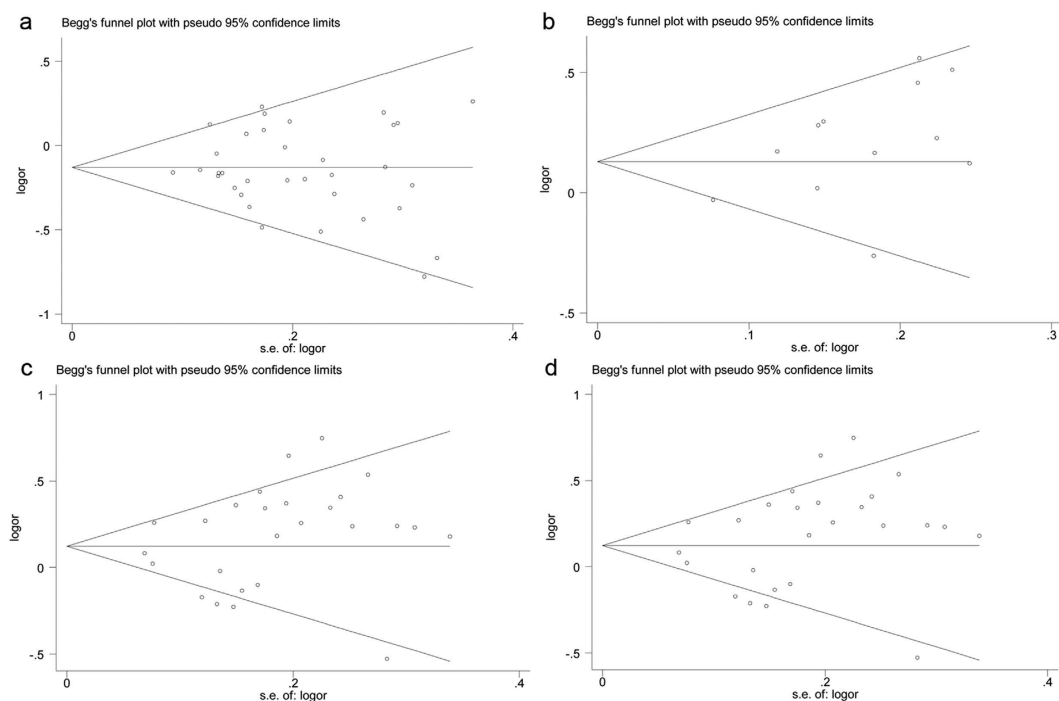 a
Begg's funnel plot with pseudo 95% confidence limits
.5
0
-.5
-1
logor
0
.2
.4
s.e. of: logor
b
Begg's funnel plot with pseudo 95% confidence limits
.5
0
-.5
logor
0
.1
.2
.3
s.e. of: logor
c
Begg's funnel plot with pseudo 95% confidence limits
1
.5
0
-.5
logor
0
.2
.4
s.e. of: logor
d
Begg's funnel plot with pseudo 95% confidence limits
1
.5
0
-.5
logor
0
.2
.4
s.e. of: logor